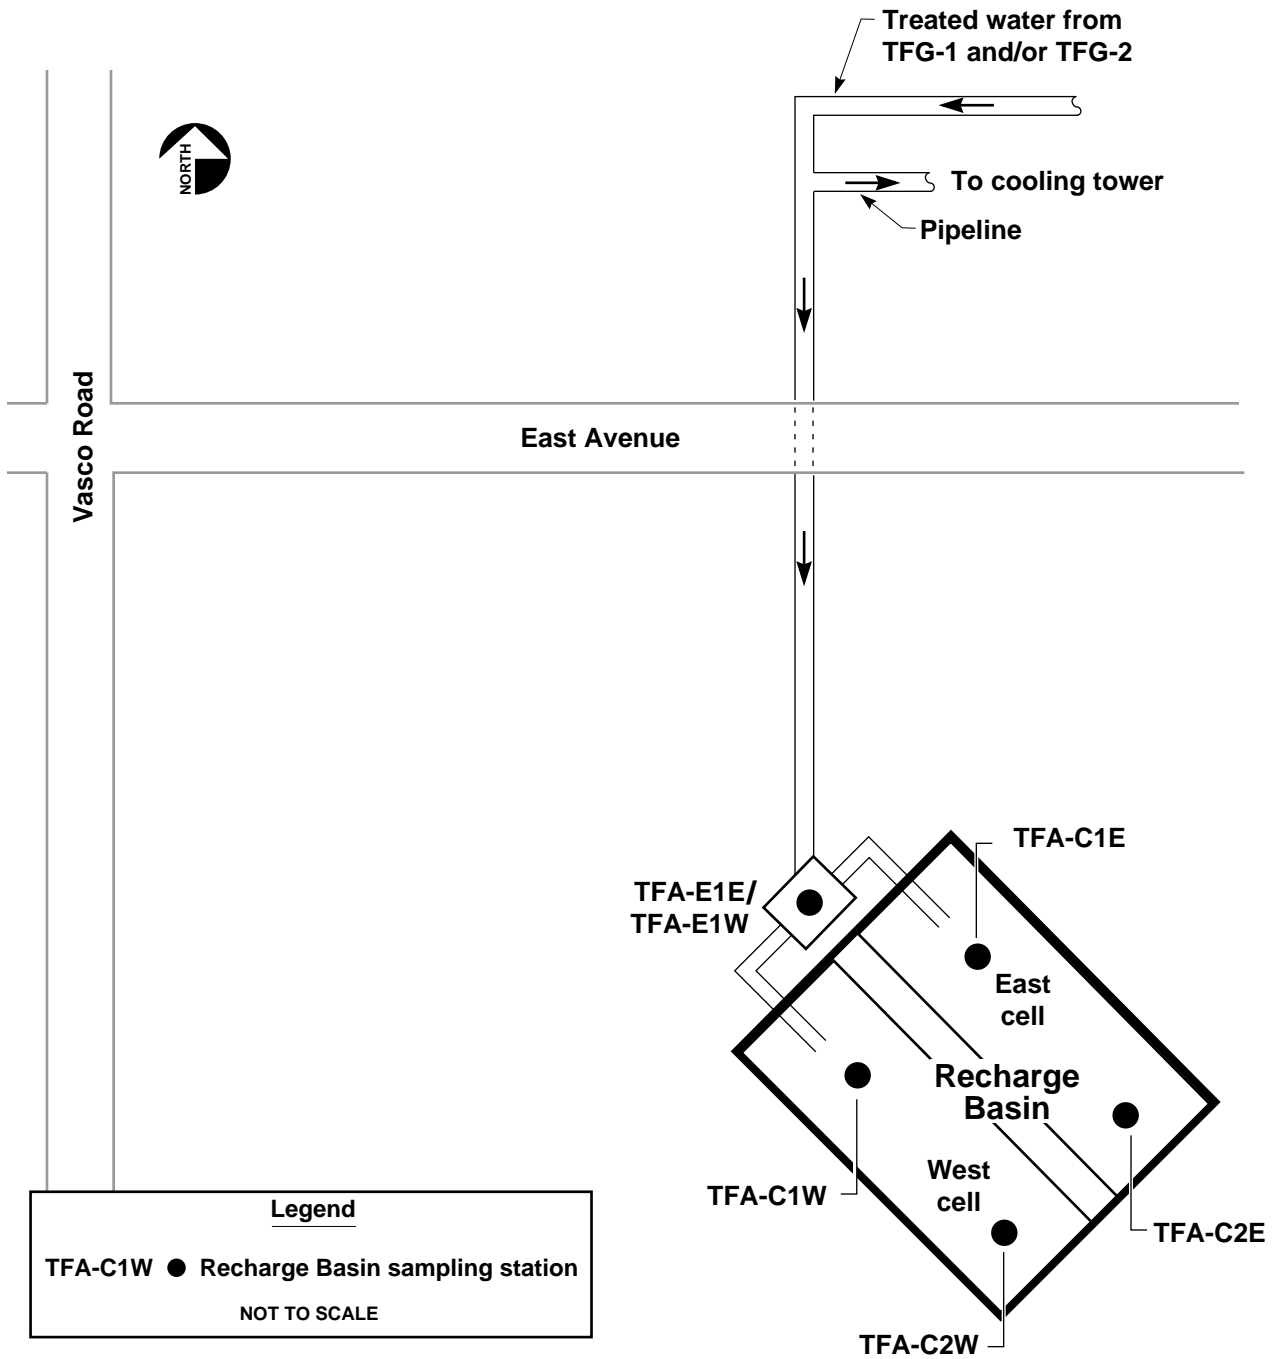 Treated water from
TFG-1 and/or TFG-2
NORTH
To cooling tower
Pipeline
Vasco Road
East Avenue
TFA-C1E
TFA-E1E/
TFA-E1W
East
cell
Recharge
Basin
West
cell
TFA-C1W
TFA-C2E
TFA-C2W
Legend
TFA-C1W ● Recharge Basin sampling station
NOT TO SCALE